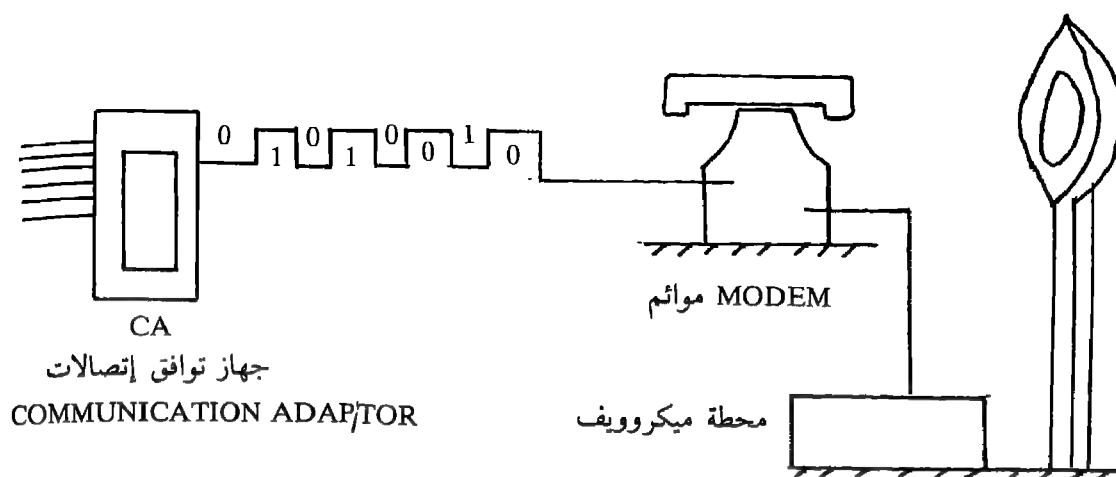 0 1 0 1 0 0 1 0
CA
جهاز توافق إتصالات
COMMUNICATION ADAPTOR
موائم MODEM
محطة ميكروويف